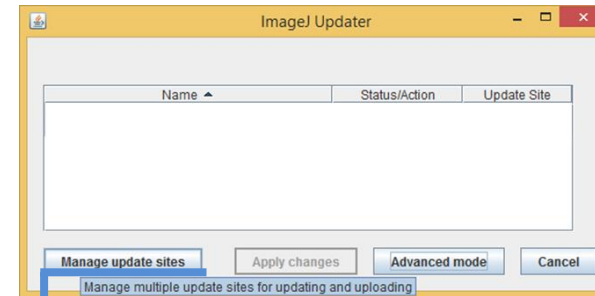 ImageJ Updater
Name Status/Action Update Site
Manage update sites Apply changes Advanced mode Cancel
Manage multiple update sites for updating and uploading